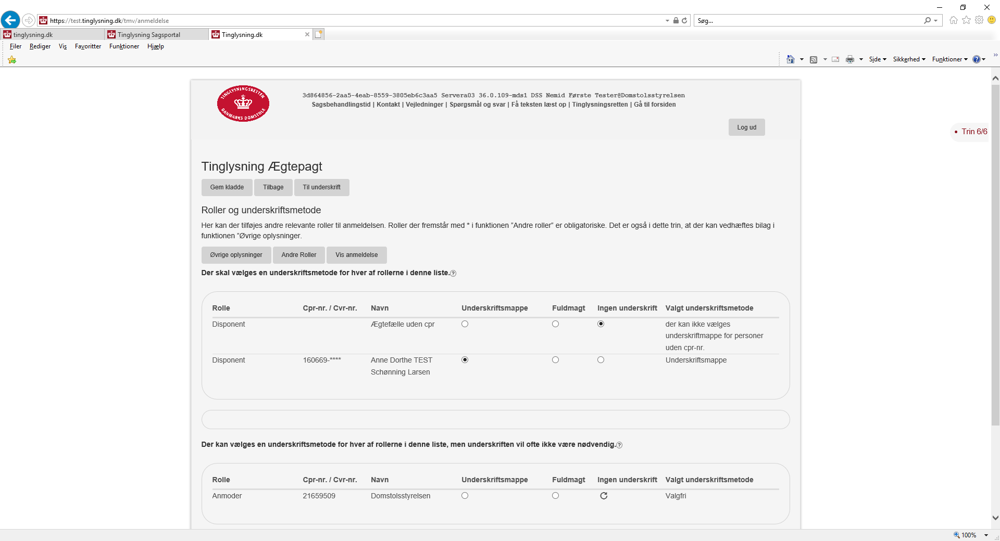 https://test.tinglysning.dk/tmv/anmeldelse
Søg...
tinglysning.dk
Tinglysning Sagsportal
Tinglysning.dk
Filer Rediger Vis Favoritter Funktioner Hjælp
Side Sikkerhed Funktioner
TINGLYSNINGSRETTEN
DANMARKS DOMSTOLE
3d864856-2aa5-4eab-8559-3805eb6c3aa5 Servera03 36.0.109-mds1 DSS Nemid Første Tester@Domstolsstyrelsen
Sagsbehandlingstid | Kontakt | Vejledninger | Spørgsmål og svar | Få teksten læst op | Tinglysningsretten | Gå til forsiden
Log ud
• Trin 6/6
Tinglysning Ægtepagt
Gem kladde Tilbage Til underskrift
Roller og underskriftsmetode
Her kan der tilføjes andre relevante roller til anmeldelsen. Roller der fremstår med * i funktionen ”Andre roller” er obligatoriske. Det er også i dette trin, at der kan vedhæftes bilag i
funktionen ”Øvrige oplysninger.
Øvrige oplysninger Andre Roller Vis anmeldelse
Der skal vælges en underskriftsmetode for hver af rollerne i denne liste.?
Rolle Cpr-nr. / Cvr-nr. Navn Underskriftsmappe Fuldmagt Ingen underskrift Valgt underskriftsmetode
Disponent Ægtefælle uden cpr der kan ikke vælges
underskriftmappe for personer
uden cpr-nr.
Disponent 160669-**** Anne Dorthe TEST Underskriftsmappe
Schønning Larsen
Der kan vælges en underskriftsmetode for hver af rollerne i denne liste, men underskriften vil ofte ikke være nødvendig.?
Rolle Cpr-nr. / Cvr-nr. Navn Underskriftsmappe Fuldmagt Ingen underskrift Valgt underskriftsmetode
Anmoder 21659509 Domstolsstyrelsen Valgfri
100%